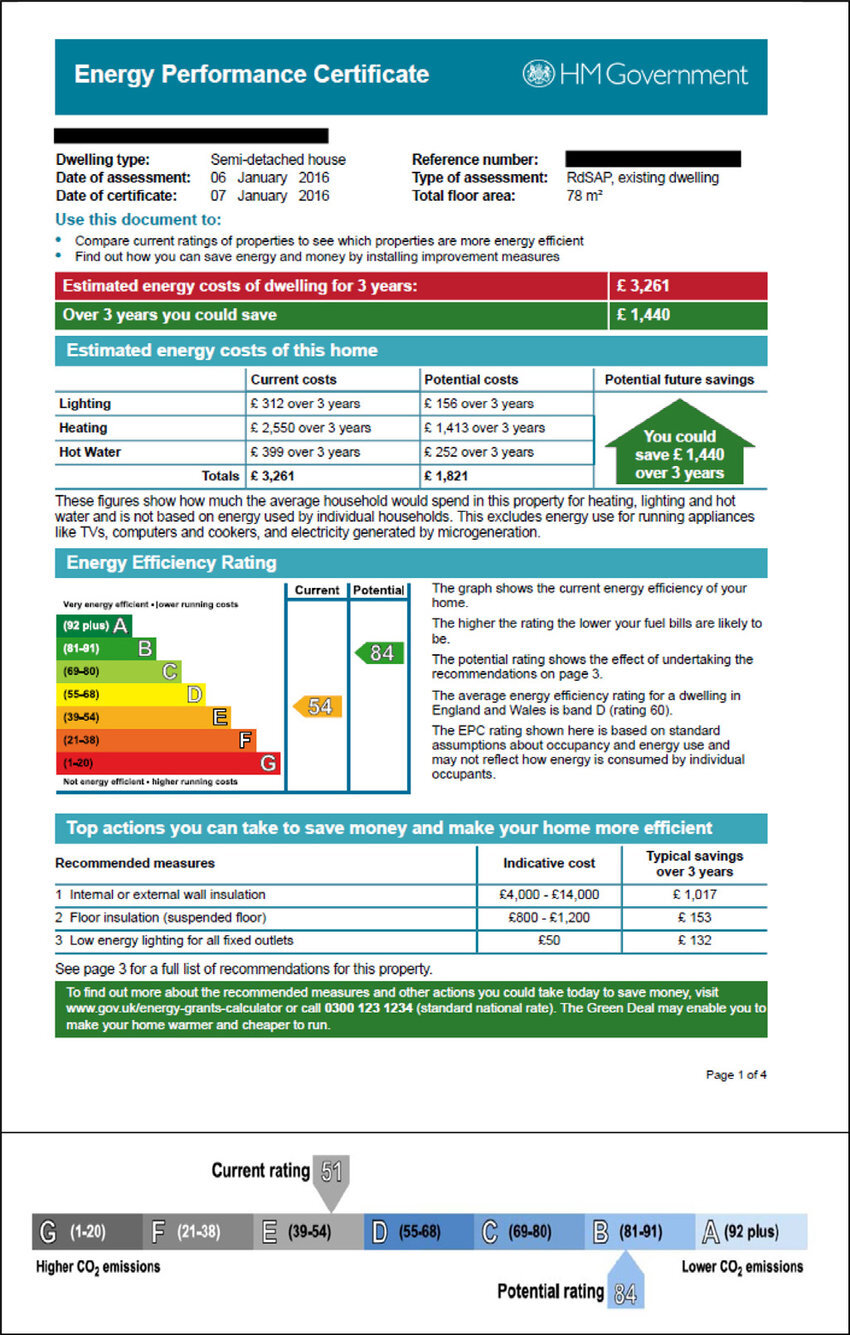 Energy Performance Certificate
HM Government
Dwelling type: Semi-detached house Reference number:
Date of assessment: 06 January 2016 Type of assessment: RdSAP, existing dwelling
Date of certificate: 07 January 2016 Total floor area: 78 m²
Use this document to:
• Compare current ratings of properties to see which properties are more energy efficient
• Find out how you can save energy and money by installing improvement measures
Estimated energy costs of dwelling for 3 years: £ 3,261
Over 3 years you could save £ 1,440
Estimated energy costs of this home
Current costs Potential costs Potential future savings
Lighting £ 312 over 3 years £ 156 over 3 years
Heating £ 2,550 over 3 years £ 1,413 over 3 years
Hot Water £ 399 over 3 years £ 252 over 3 years
Totals £ 3,261 £ 1,821
You could
save £ 1,440
over 3 years
These figures show how much the average household would spend in this property for heating, lighting and hot
water and is not based on energy used by individual households. This excludes energy use for running appliances
like TVs, computers and cookers, and electricity generated by microgeneration.
Energy Efficiency Rating
Current Potential
Very energy efficient • lower running costs
(92 plus) A
(81-91) B
(69-80) C
(55-68) D
(39-54) E
(21-38) F
(1-20) G
Not energy efficient • higher running costs
54
84
The graph shows the current energy efficiency of your
home.
The higher the rating the lower your fuel bills are likely to
be.
The potential rating shows the effect of undertaking the
recommendations on page 3.
The average energy efficiency rating for a dwelling in
England and Wales is band D (rating 60).
The EPC rating shown here is based on standard
assumptions about occupancy and energy use and
may not reflect how energy is consumed by individual
occupants.
Top actions you can take to save money and make your home more efficient
Recommended measures Indicative cost Typical savings
over 3 years
1 Internal or external wall insulation £4,000 - £14,000 £ 1,017
2 Floor insulation (suspended floor) £800 - £1,200 £ 153
3 Low energy lighting for all fixed outlets £50 £ 132
See page 3 for a full list of recommendations for this property.
To find out more about the recommended measures and other actions you could take today to save money, visit
www.gov.uk/energy-grants-calculator or call 0300 123 1234 (standard national rate). The Green Deal may enable you to
make your home warmer and cheaper to run.
Page 1 of 4
Current rating 51
G (1-20) F (21-38) E (39-54) D (55-68) C (69-80) B (81-91) A (92 plus)
Higher CO₂ emissions Lower CO₂ emissions
Potential rating 84